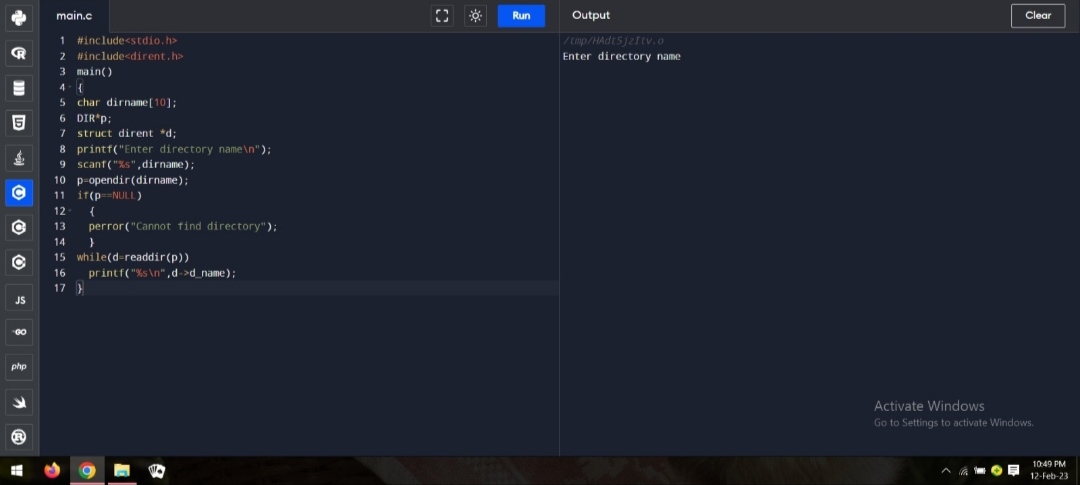 main.c
Run
Output
Clear
1 #include<stdio.h>
2 #include<dirent.h>
3 main()
4 {
5 char dirname[10];
6 DIR*p;
7 struct dirent *d;
8 printf("Enter directory name\n");
9 scanf("%s",dirname);
10 p=opendir(dirname);
11 if(p==NULL)
12 {
13 perror("Cannot find directory");
14 }
15 while(d=readdir(p))
16 printf("%s\n",d->d_name);
17 }
Enter directory name
JS
GO
php
Activate Windows
Go to Settings to activate Windows.
10:49 PM
12-Feb-23